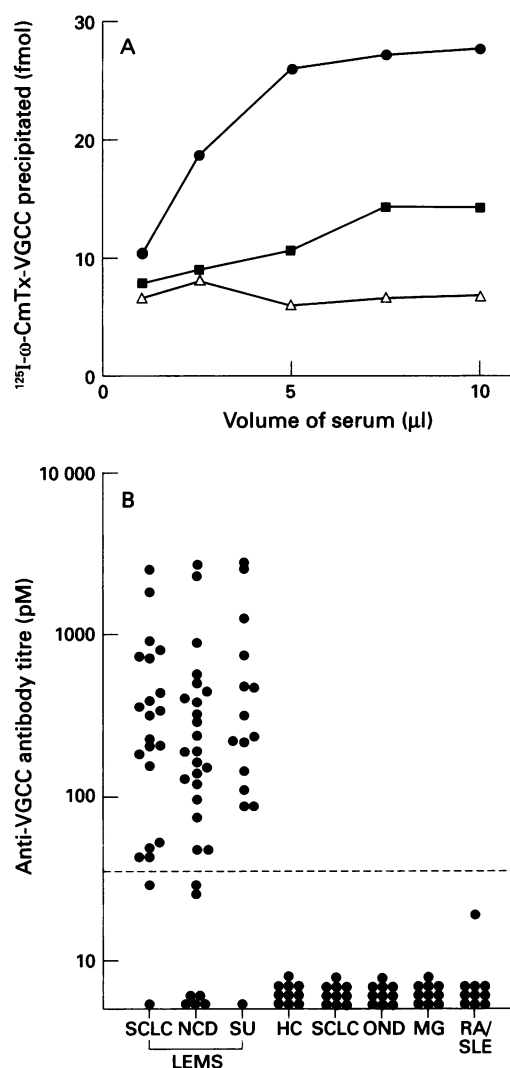 A
30
20
10
0
¹²⁵I-ω-CmTx-VGCC precipitated (fmol)
0 5 10
Volume of serum (μl)
B
10 000
1000
100
10
Anti-VGCC antibody titre (pM)
SCLC NCD SU HC SCLC OND MG RA/
SLE
LEMS